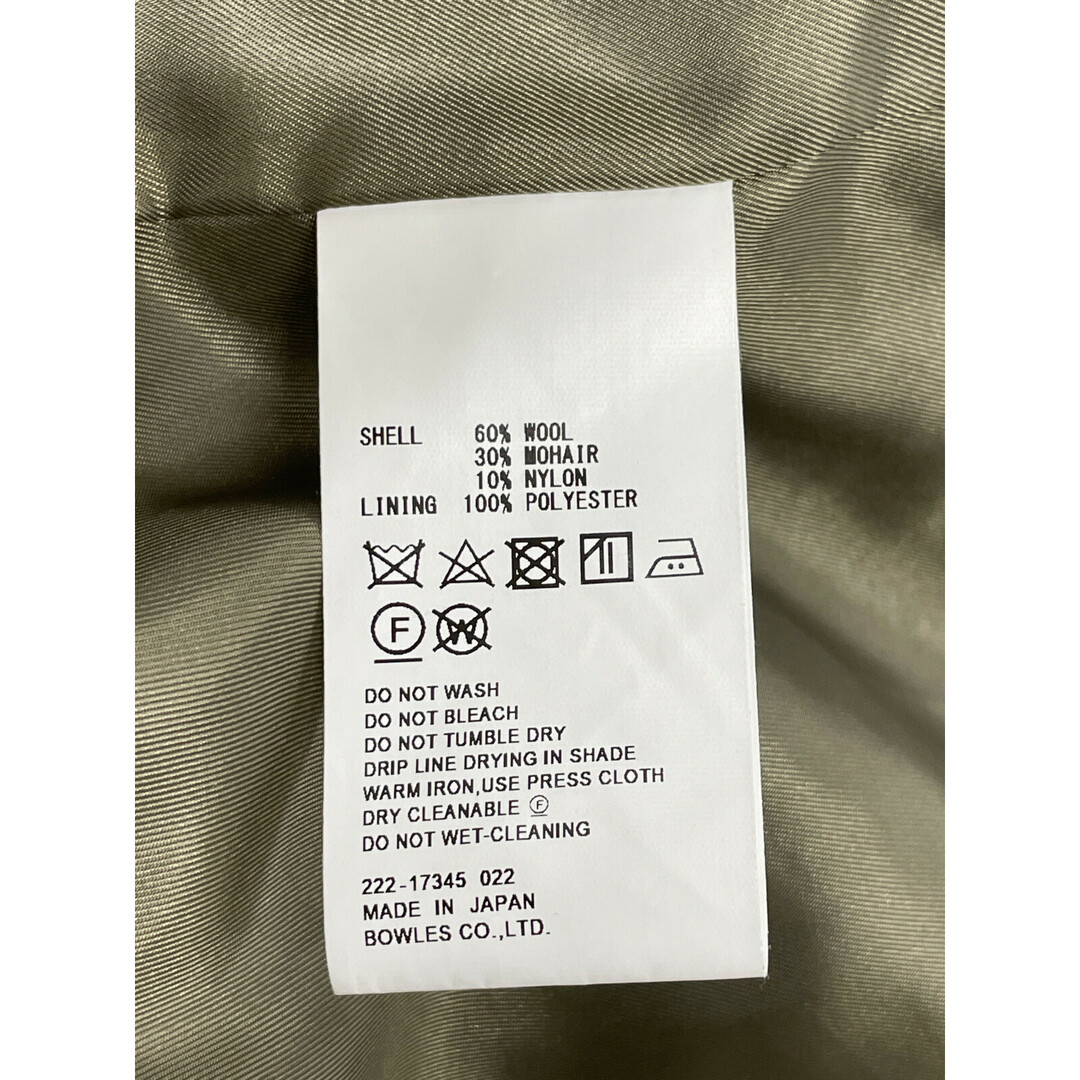 SHELL 60% WOOL
30% MOHAIR
10% NYLON
LINING 100% POLYESTER
F W
DO NOT WASH
DO NOT BLEACH
DO NOT TUMBLE DRY
DRIP LINE DRYING IN SHADE
WARM IRON,USE PRESS CLOTH
DRY CLEANABLE Ⓕ
DO NOT WET-CLEANING
222-17345 022
MADE IN JAPAN
BOWLES CO.,LTD.